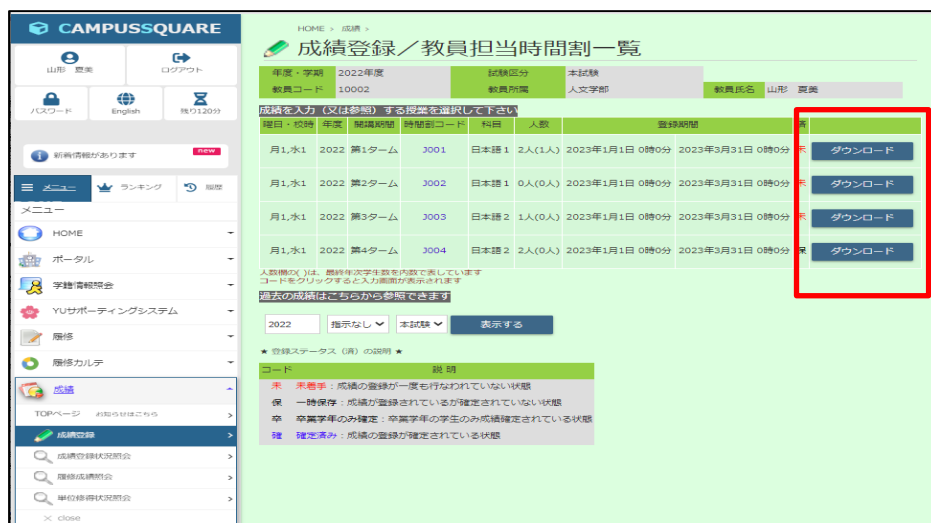 CAMPUSSQUARE
山形 夏美
ログアウト
パスワード
English
残り120分
新着情報があります
new
メニュー
ランキング
履歴
メニュー
HOME
ポータル
学籍情報照会
YUサポーティングシステム
履修
履修カルテ
成績
TOPページ お知らせはこちら
成績登録
成績登録状況照会
履修成績照会
単位修得状況照会
× close
HOME > 成績 >
成績登録／教員担当時間割一覧
年度・学期 2022年度 試験区分 本試験
教員コード 10002 教員所属 人文学部 教員氏名 山形 夏美
成績を入力（又は参照）する授業を選択して下さい
曜日・校時 年度 開講期間 時間割コード 科目 人数 登録期間 済
月1,水1 2022 第1ターム J001 日本語1 2人(1人) 2023年1月1日 0時0分 2023年3月31日 0時0分 未 ダウンロード
月1,水1 2022 第2ターム J002 日本語1 0人(0人) 2023年1月1日 0時0分 2023年3月31日 0時0分 未 ダウンロード
月1,水1 2022 第3ターム J003 日本語2 1人(0人) 2023年1月1日 0時0分 2023年3月31日 0時0分 未 ダウンロード
月1,水1 2022 第4ターム J004 日本語2 2人(0人) 2023年1月1日 0時0分 2023年3月31日 0時0分 保 ダウンロード
人数欄の( )は、最終年次学生数を内数で表しています
コードをクリックすると入力画面が表示されます
過去の成績はこちらから参照できます
2022 指示なし 本試験 表示する
★ 登録ステータス（済）の説明 ★
コード 説 明
未 未着手：成績の登録が一度も行なわれていない状態
保 一時保存：成績が登録されているが確定されていない状態
卒 卒業学年のみ確定：卒業学年の学生のみ成績確定されている状態
確 確定済み：成績の登録が確定されている状態